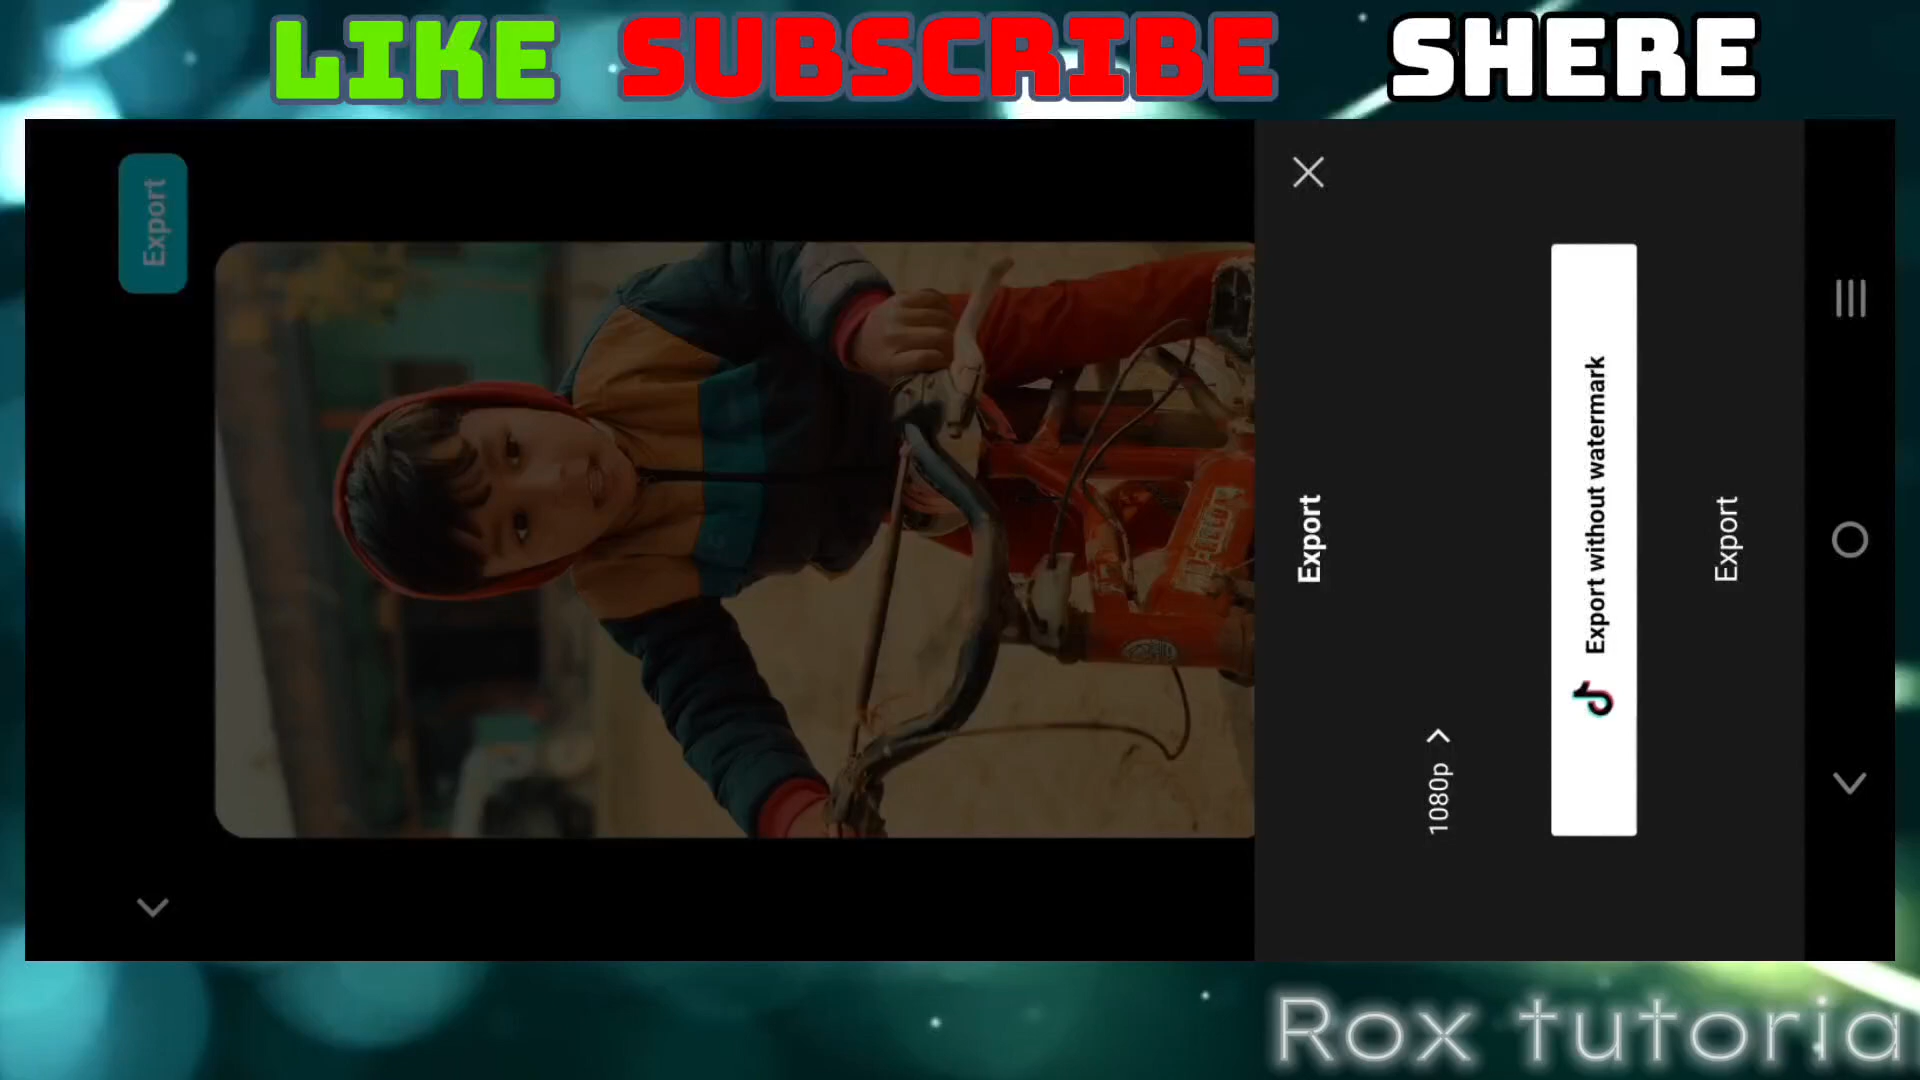 LIKE SUBSCRIBE SHERE
Export
Export
1080p
Export without watermark
Export
Rox tutoria